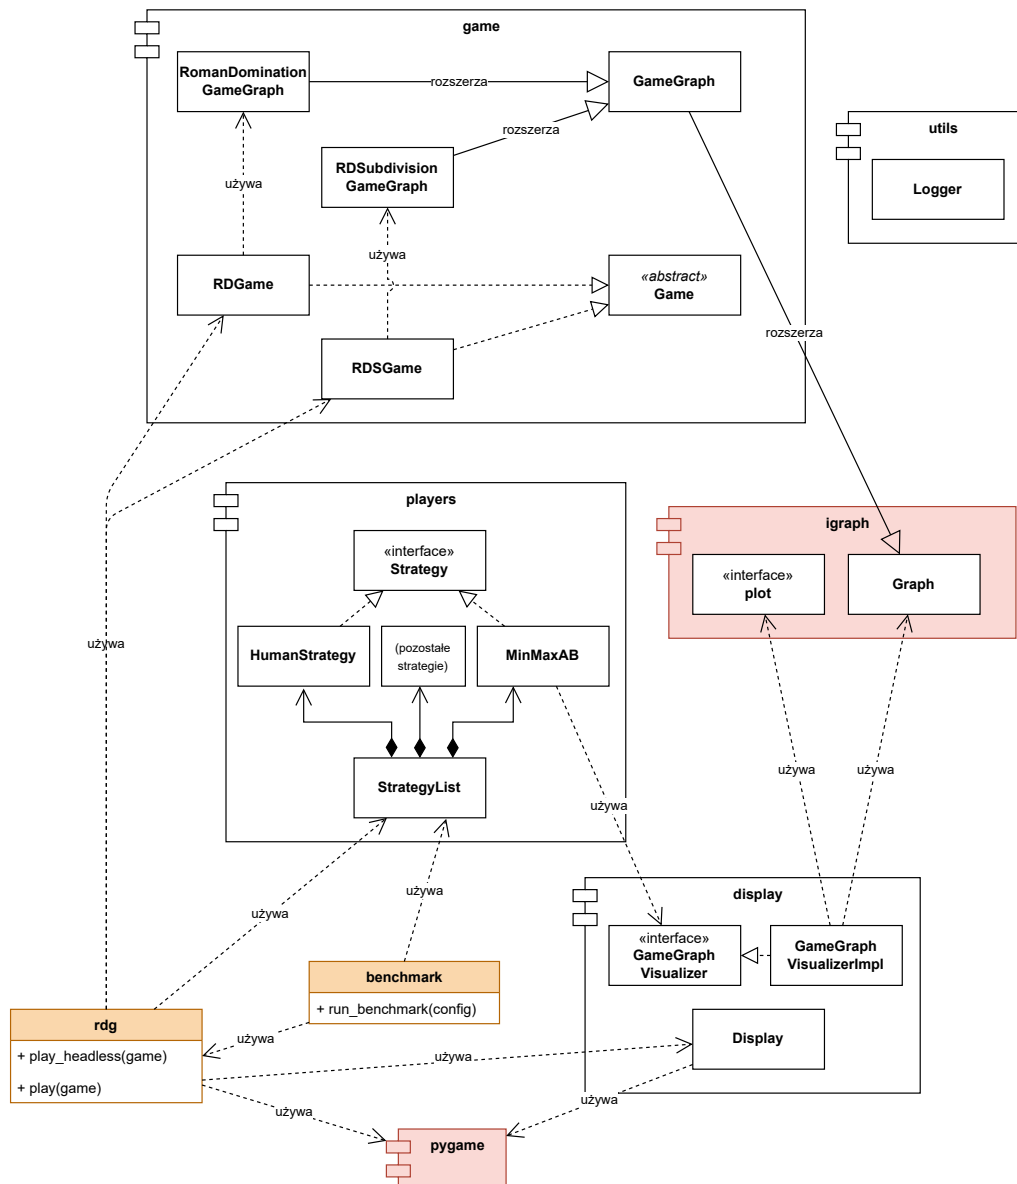 game
RomanDomination
GameGraph
rozszerza
GameGraph
rozszerza
RDSubdivision
GameGraph
używa
używa
RDGame
«abstract»
Game
RDSGame
rozszerza
utils
Logger
players
«interface»
Strategy
HumanStrategy
(pozostałe
strategie)
MinMaxAB
StrategyList
igraph
«interface»
plot
Graph
używa
używa
używa
używa
display
«interface»
GameGraph
Visualizer
GameGraph
VisualizerImpl
Display
używa
używa
benchmark
+ run_benchmark(config)
rdg
+ play_headless(game)
+ play(game)
używa
używa
używa
używa
pygame